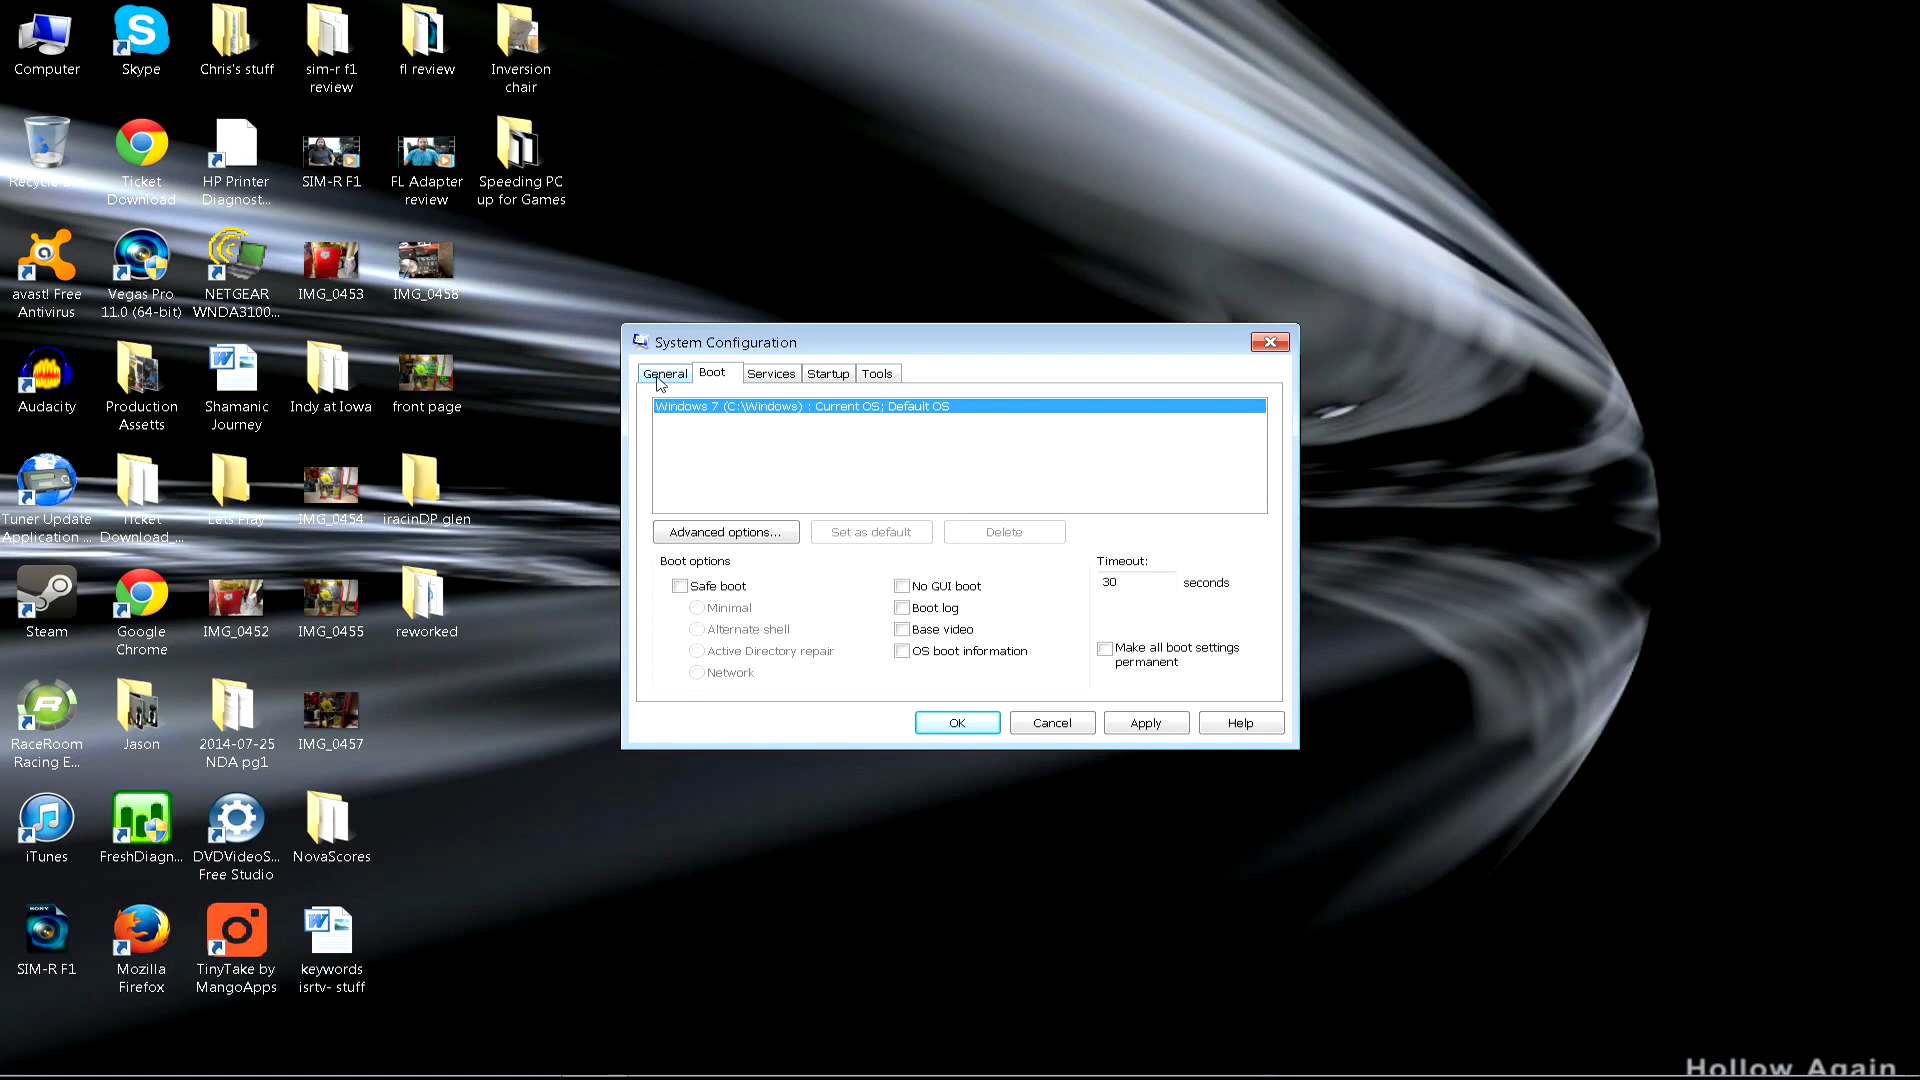 Computer
Skype
Chris's stuff
sim-r f1
review
fl review
Inversion
chair
Ticket
Download
HP Printer
Diagnost...
SIM-R F1
FL Adapter
review
Speeding PC
up for Games
avast! Free
Antivirus
Vegas Pro
11.0 (64-bit)
NETGEAR
WNDA3100...
IMG_0453
IMG_0458
Audacity
Production
Assetts
Shamanic
Journey
Indy at Iowa
front page
Tuner Update
Application ...
Ticket
Download_...
Lets Play
IMG_0454
iracinDP glen
Steam
Google
Chrome
IMG_0452
IMG_0455
reworked
RaceRoom
Racing E...
Jason
2014-07-25
NDA pg1
IMG_0457
iTunes
FreshDiagn...
DVDVideoS...
Free Studio
NovaScores
SONY
SIM-R F1
Mozilla
Firefox
TinyTake by
MangoApps
keywords
isrtv- stuff
System Configuration
General
Boot
Services
Startup
Tools
Windows 7 (C:\Windows) : Current OS; Default OS
Advanced options...
Set as default
Delete
Boot options
Safe boot
Minimal
Alternate shell
Active Directory repair
Network
No GUI boot
Boot log
Base video
OS boot information
Timeout:
30 seconds
Make all boot settings
permanent
OK
Cancel
Apply
Help
Hollow Again